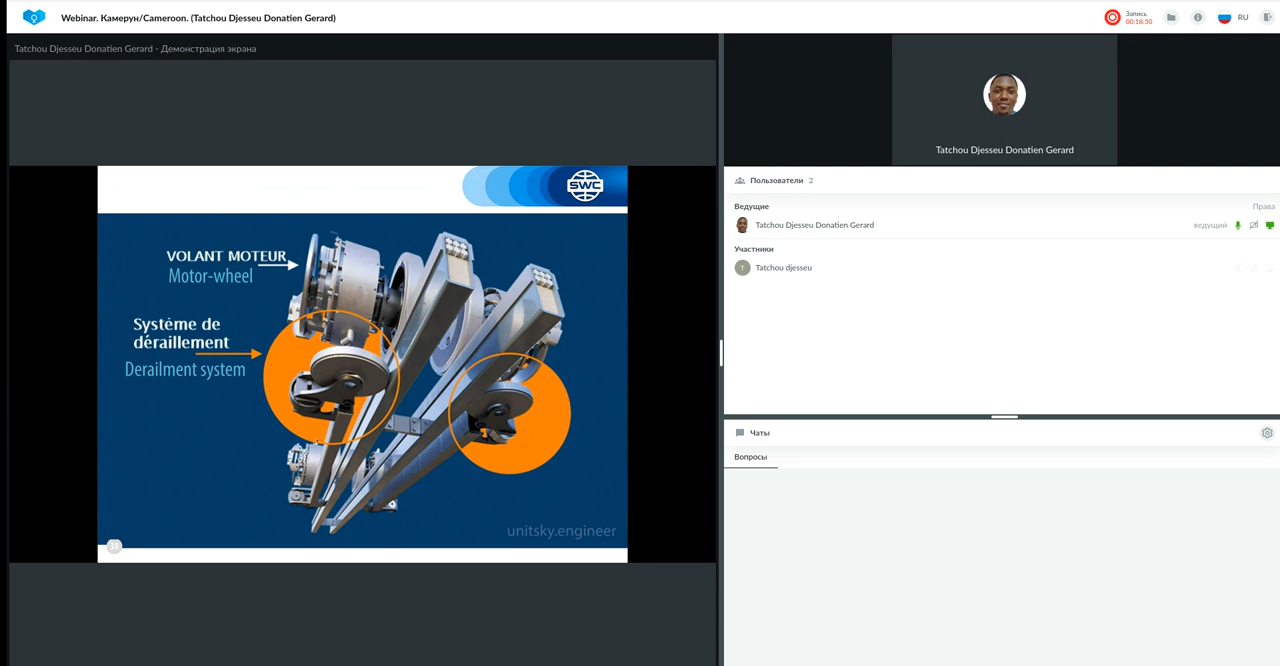 Webinar. Камерун/Cameroon. (Tatchou Djesseu Donatien Gerard)
Запись
00:18:50
RU
Tatchou Djesseu Donatien Gerard - Демонстрация экрана
SWC
VOLANT MOTEUR
Motor-wheel
Système de
déraillement
Derailment system
unitsky.engineer
Tatchou Djesseu Donatien Gerard
Пользователи 2
Ведущие Права
Tatchou Djesseu Donatien Gerard ведущий
Участники
T Tatchou djesseu
Чаты
Вопросы